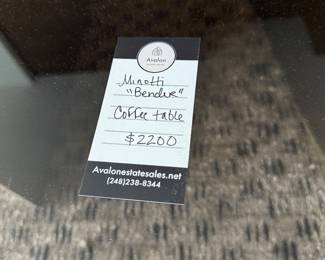 Avalon
Minotti
"Bender"
Coffee table
$2200
Avalonestatesales.net
(248)238-8344